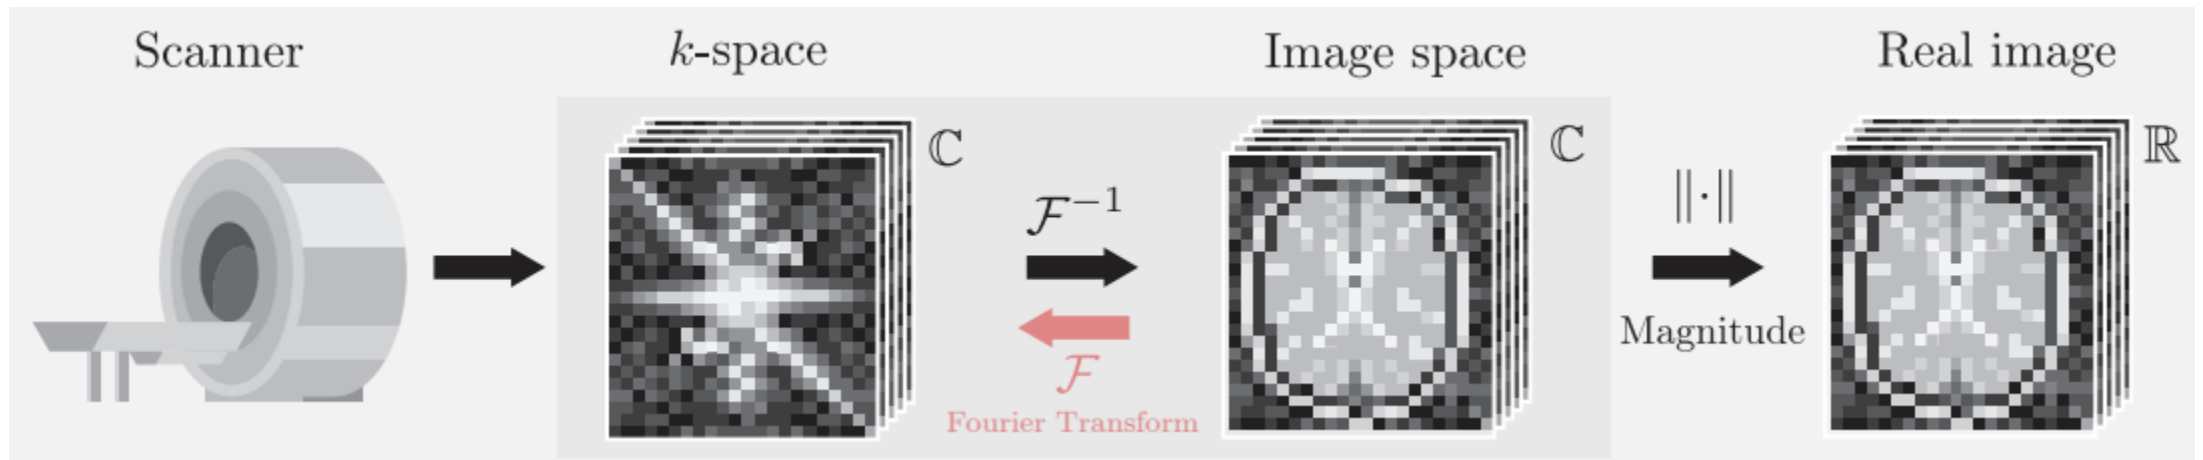 Scanner
k-space
Image space
Real image
ℂ
ℂ
ℝ
ℱ⁻¹
‖·‖
Magnitude
ℱ
Fourier Transform